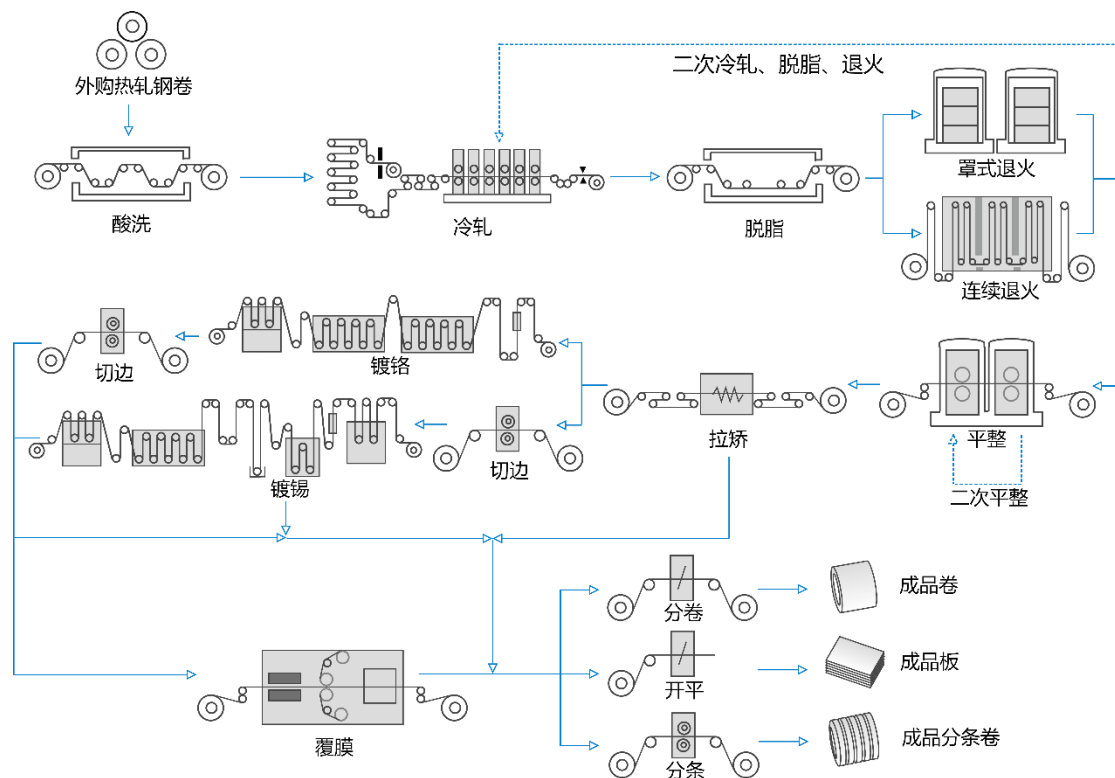 外购热轧钢卷
二次冷轧、脱脂、退火
酸洗
冷轧
脱脂
罩式退火
连续退火
切边
镀铬
镀锡
切边
拉矫
平整
二次平整
分卷
成品卷
开平
成品板
覆膜
分条
成品分条卷